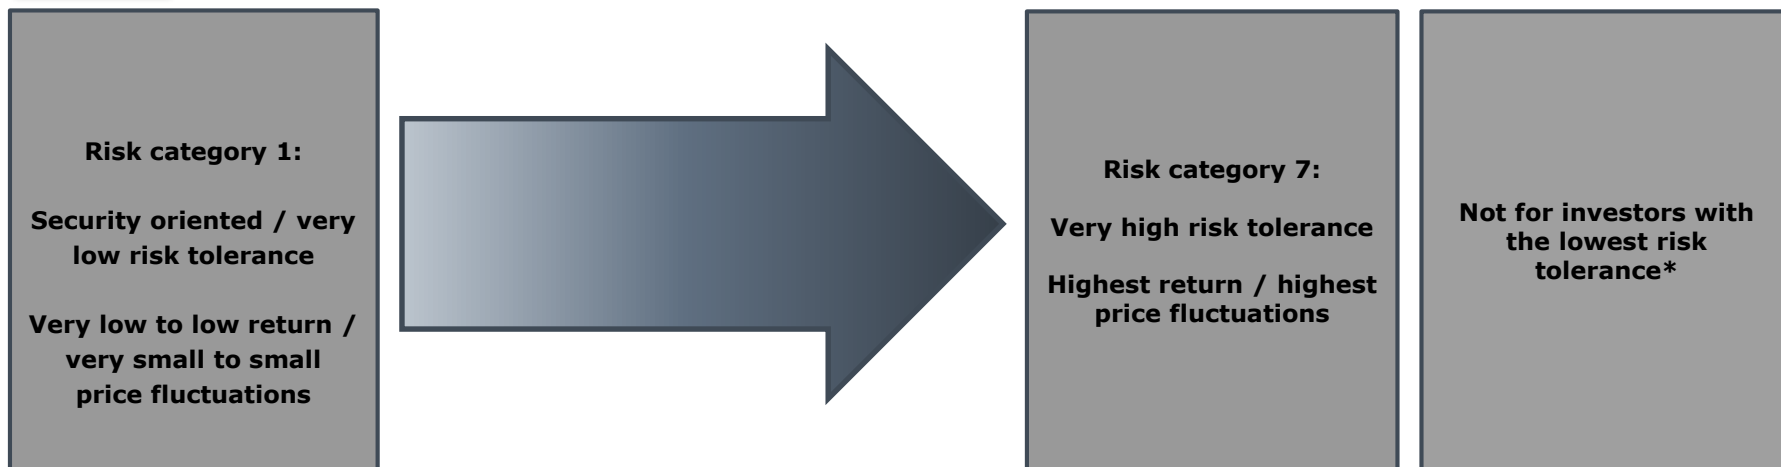 Risk category 1:
Security oriented / very
low risk tolerance
Very low to low return /
very small to small
price fluctuations
Risk category 7:
Very high risk tolerance
Highest return / highest
price fluctuations
Not for investors with
the lowest risk
tolerance*